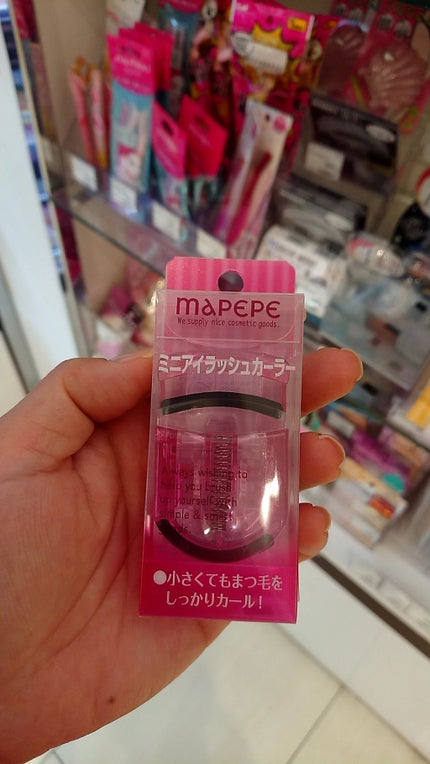 mapepe
We supply nice cosmetic goods.
ミニアイラッシュカーラー
Always wishing to
help you brush
up yourself with
simple & smart
goods.
●小さくてもまつ毛を
しっかりカール！